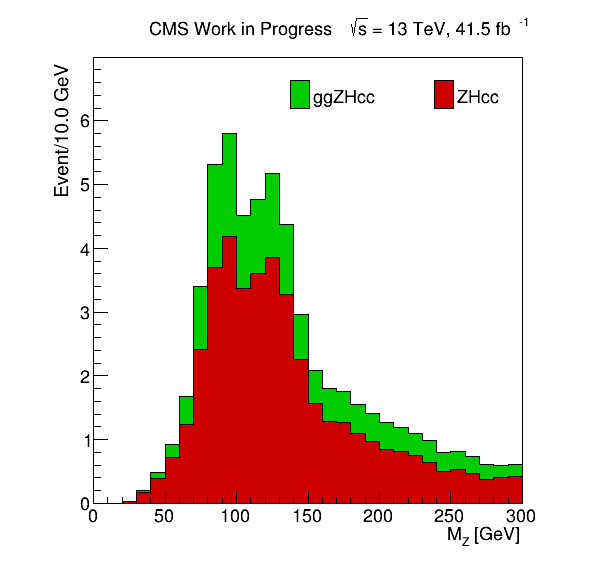 CMS Work in Progress √s = 13 TeV, 41.5 fb -1
ggZHcc ZHcc
Event/10.0 GeV
6
5
4
3
2
1
0
0 50 100 150 200 250 300
M_Z [GeV]